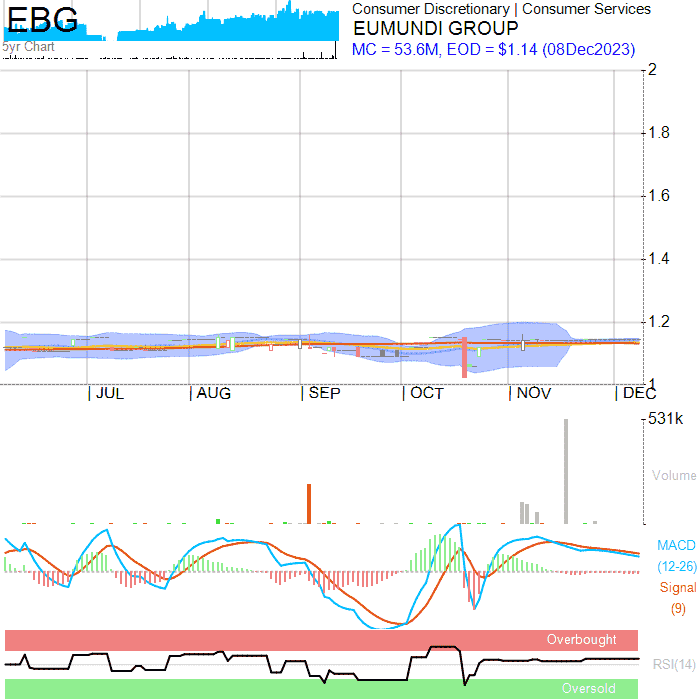 EBG
5yr Chart
Consumer Discretionary | Consumer Services
EUMUNDI GROUP
MC = 53.6M, EOD = $1.14 (08Dec2023)
2
1.8
1.6
1.4
1.2
1
JUL
AUG
SEP
OCT
NOV
DEC
531k
Volume
MACD
(12-26)
Signal
(9)
Overbought
RSI(14)
Oversold